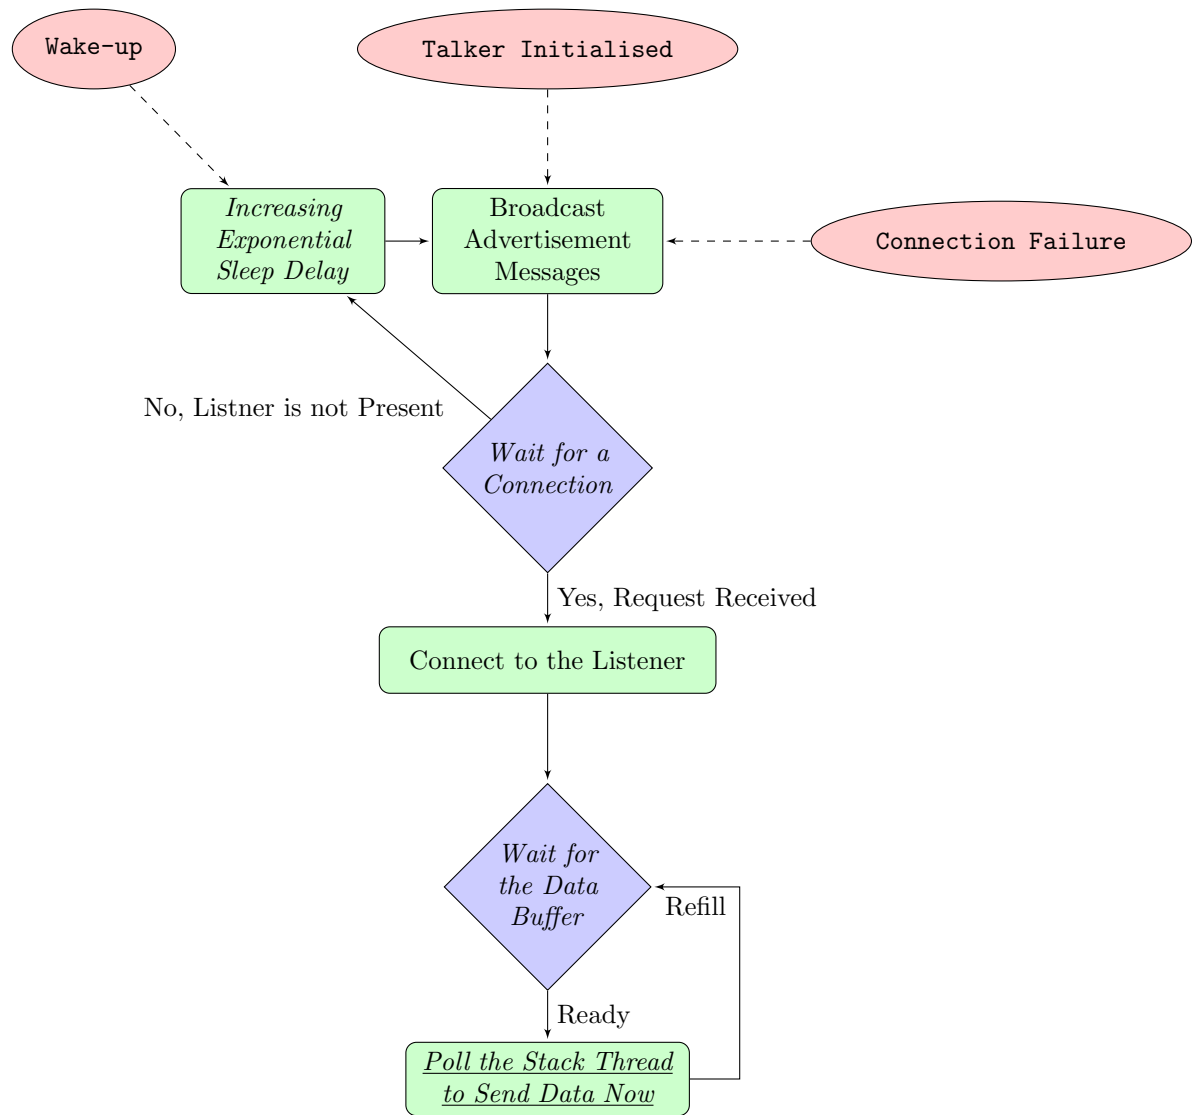 Wake-up
Talker Initialised
Increasing
Exponential
Sleep Delay
Broadcast
Advertisement
Messages
Connection Failure
No, Listner is not Present
Wait for a
Connection
Yes, Request Received
Connect to the Listener
Wait for
the Data
Buffer
Refill
Ready
Poll the Stack Thread
to Send Data Now